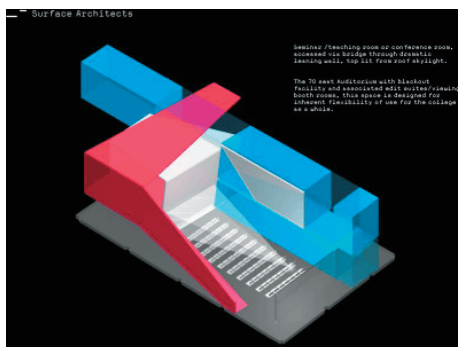 Surface Architects
Seminar /teaching room or conference room,
accessed via bridge through dramatic
leaning wall, top lit from roof skylight.
The 70 seat Auditorium with blackout
facility and associated edit suites/viewing
booth rooms, this space is designed for
inherent flexibility of use for the college
as a whole.